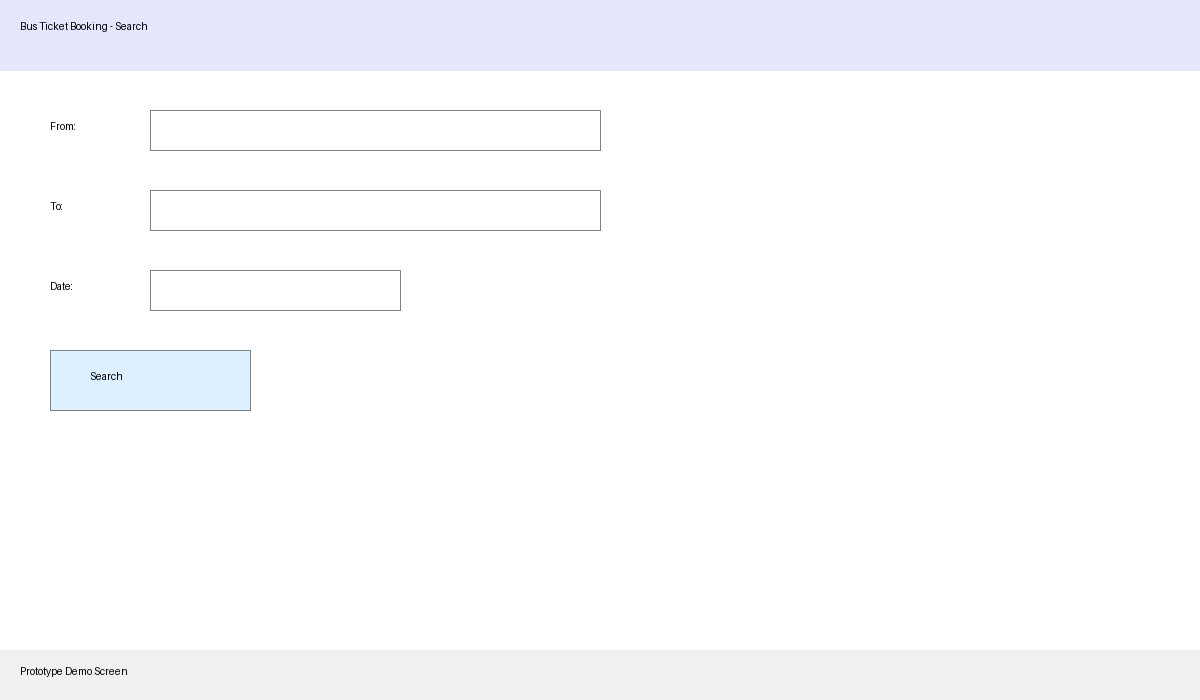 Bus Ticket Booking - Search
From:
To:
Date:
Search
Prototype Demo Screen